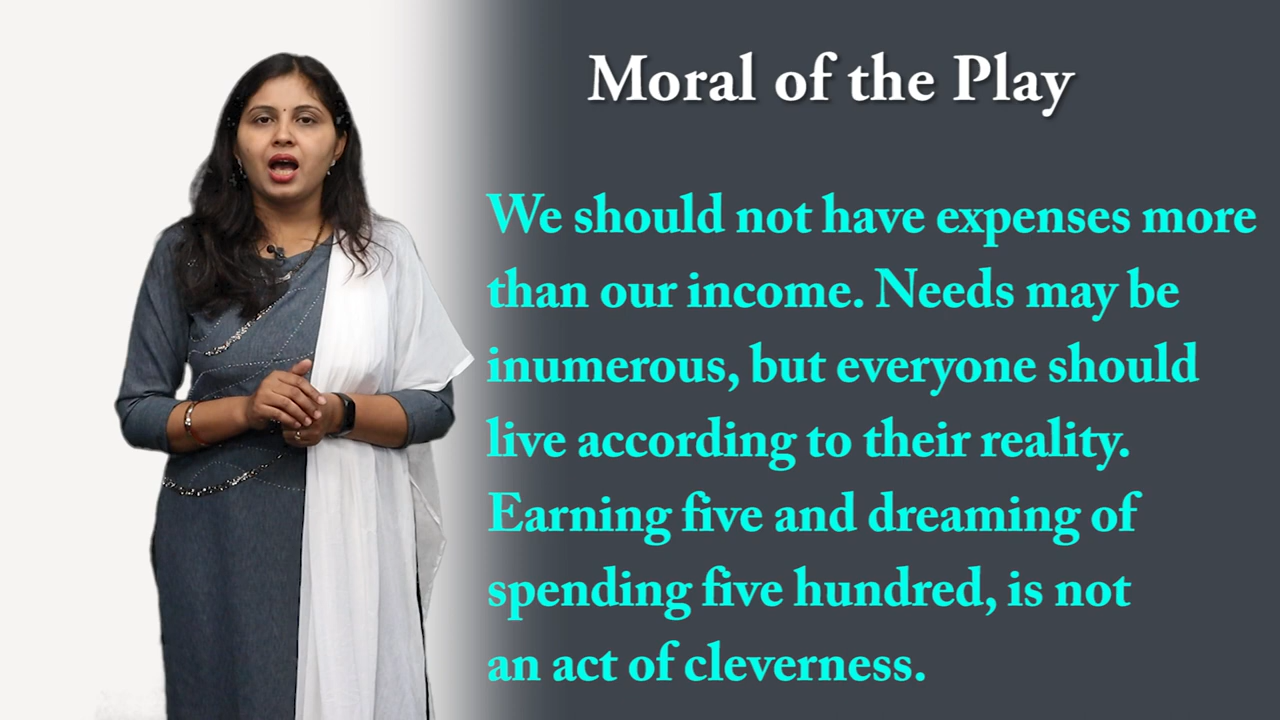 Moral of the Play
We should not have expenses more
than our income. Needs may be
inumerous, but everyone should
live according to their reality.
Earning five and dreaming of
spending five hundred, is not
an act of cleverness.